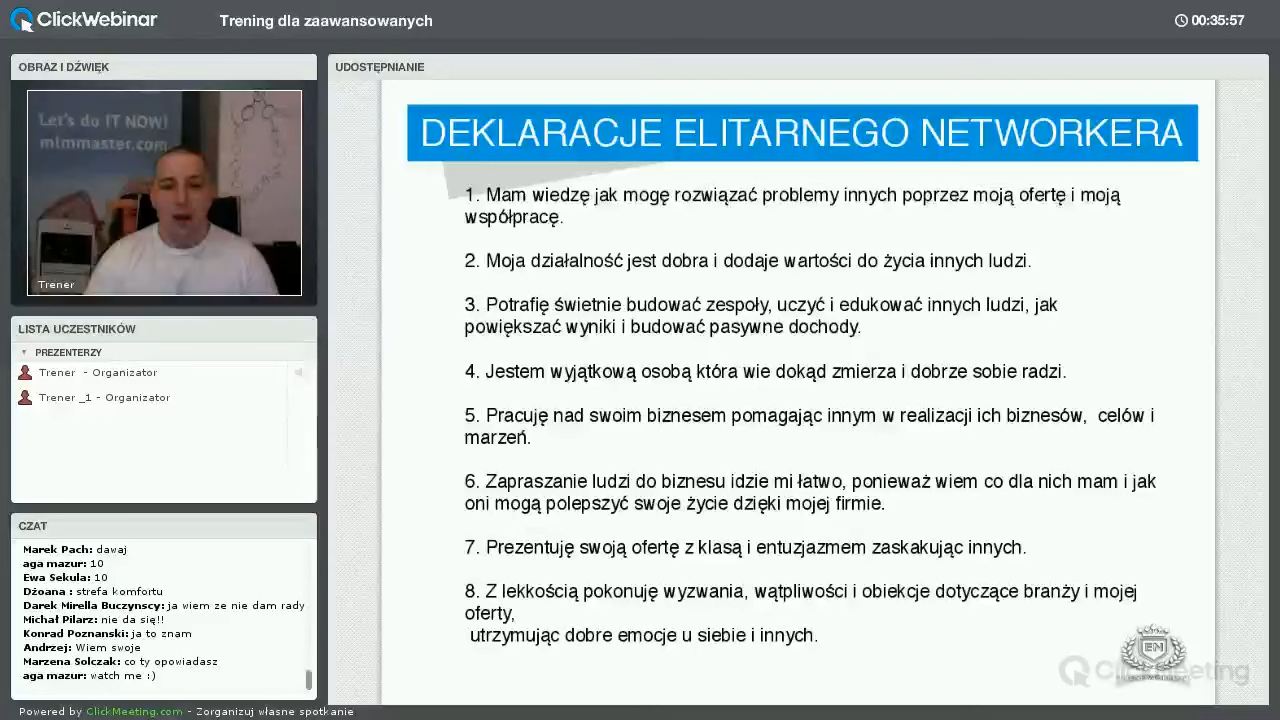 ClickWebinar
Trening dla zaawansowanych
00:35:57
OBRAZ I DŹWIĘK
Let's do IT NOW!
mlmmaster.com
Trener
LISTA UCZESTNIKÓW
PREZENTERZY
Trener - Organizator
Trener _1 - Organizator
CZAT
Marek Pach: dawaj
aga mazur: 10
Ewa Sekula: 10
Dżoana : strefa komfortu
Darek Mirella Buczynscy: ja wiem ze nie dam rady
Michał Pilarz: nie da się!!
Konrad Poznanski: ja to znam
Andrzej: Wiem swoje
Marzena Solczak: co ty opowiadasz
aga mazur: watch me :)
Powered by ClickMeeting.com - Zorganizuj własne spotkanie
UDOSTĘPNIANIE
DEKLARACJE ELITARNEGO NETWORKERA
1. Mam wiedzę jak mogę rozwiązać problemy innych poprzez moją ofertę i moją
współpracę.
2. Moja działalność jest dobra i dodaje wartości do życia innych ludzi.
3. Potrafię świetnie budować zespoły, uczyć i edukować innych ludzi, jak
powiększać wyniki i budować pasywne dochody.
4. Jestem wyjątkową osobą która wie dokąd zmierza i dobrze sobie radzi.
5. Pracuję nad swoim biznesem pomagając innym w realizacji ich biznesów,  celów i
marzeń.
6. Zapraszanie ludzi do biznesu idzie mi łatwo, ponieważ wiem co dla nich mam i jak
oni mogą polepszyć swoje życie dzięki mojej firmie.
7. Prezentuję swoją ofertę z klasą i entuzjazmem zaskakując innych.
8. Z lekkością pokonuję wyzwania, wątpliwości i obiekcje dotyczące branży i mojej
oferty,
utrzymując dobre emocje u siebie i innych.
EN
ClickMeeting